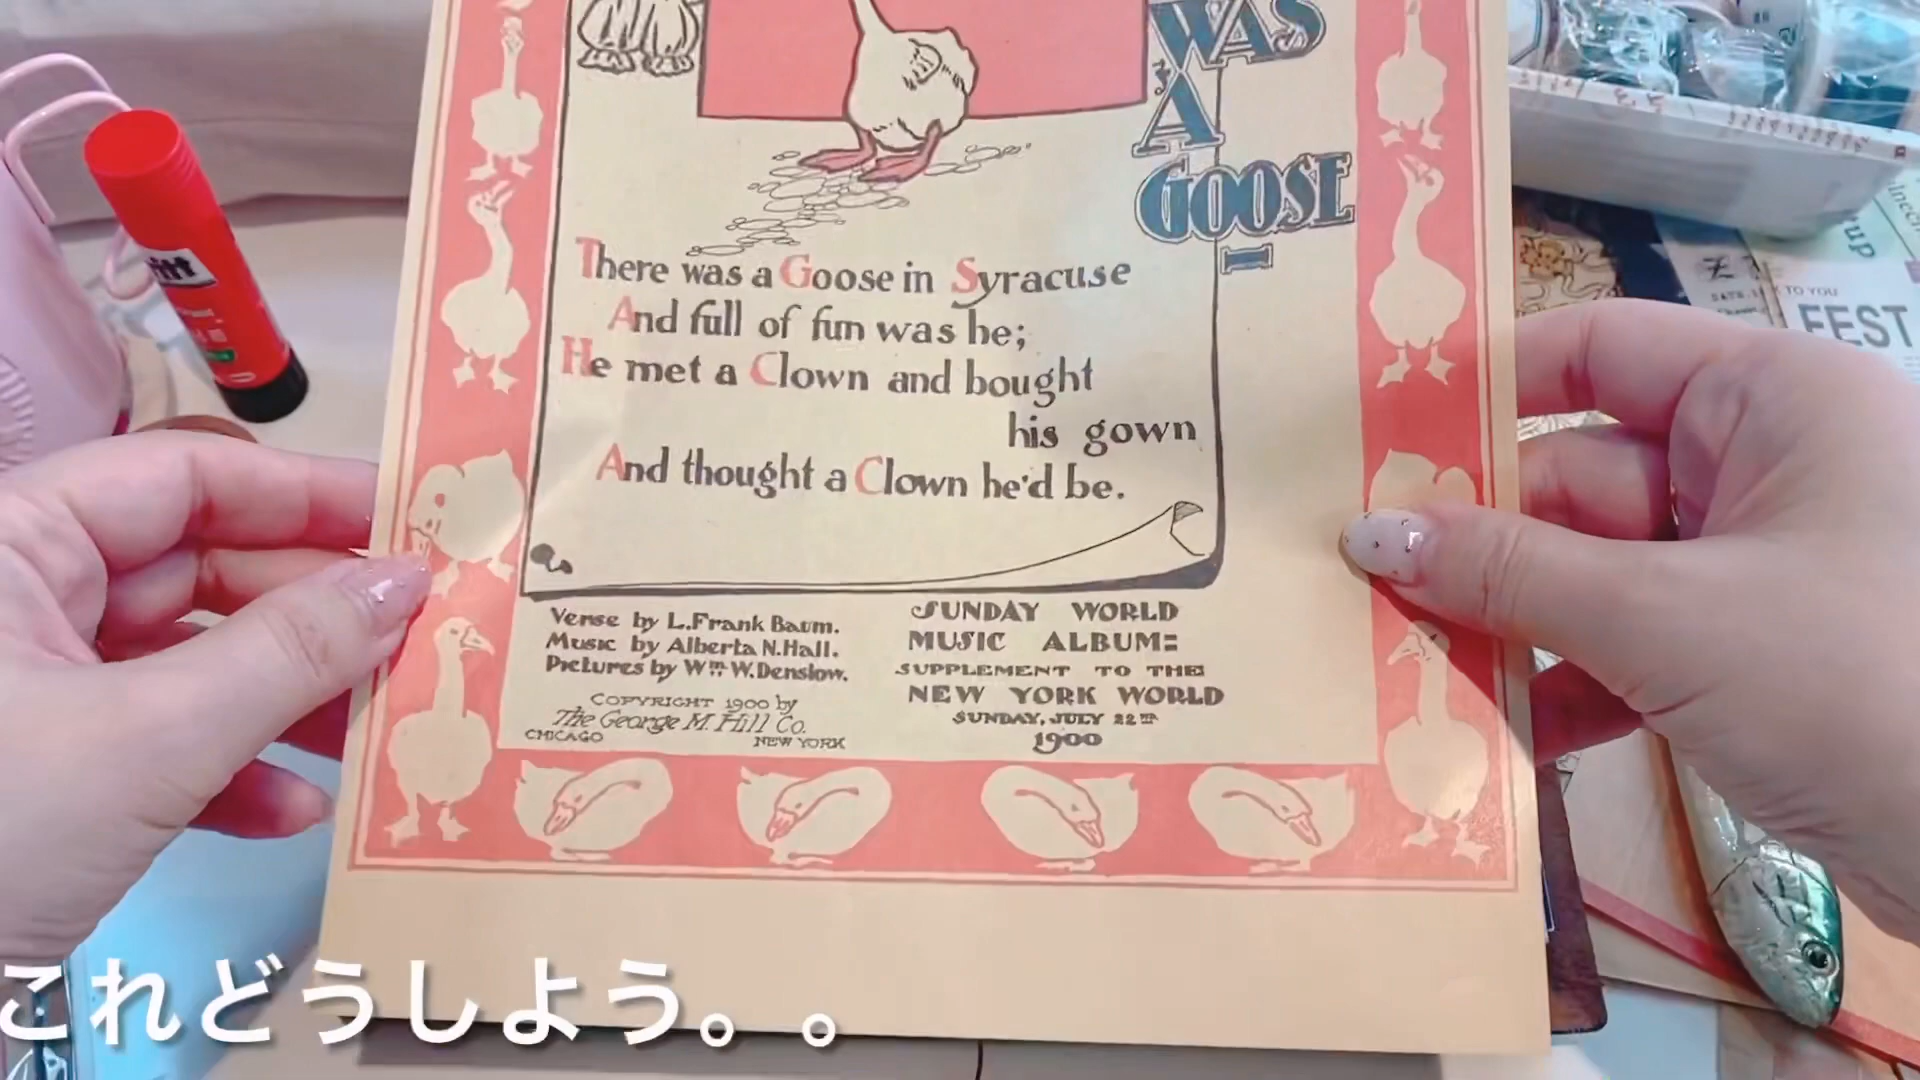 WAS
A
GOOSE
There was a Goose in Syracuse
And full of fun was he;
He met a Clown and bought
his gown
And thought a Clown he'd be.
Verse by L. Frank Baum.
Music by Alberta N. Hall.
Pictures by Wm. W. Denslow.
COPYRIGHT 1900 by
The George M. Hill Co.
CHICAGO NEW YORK
SUNDAY WORLD
MUSIC ALBUM=
SUPPLEMENT TO THE
NEW YORK WORLD
SUNDAY, JULY 22ND
1900
TO YOU
FEST
これどうしよう。。